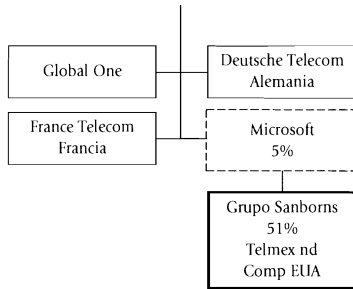 Global One
Deutsche Telecom
Alemania
France Telecom
Francia
Microsoft
5%
Grupo Sanborns
51%
Telmex nd
Comp EUA